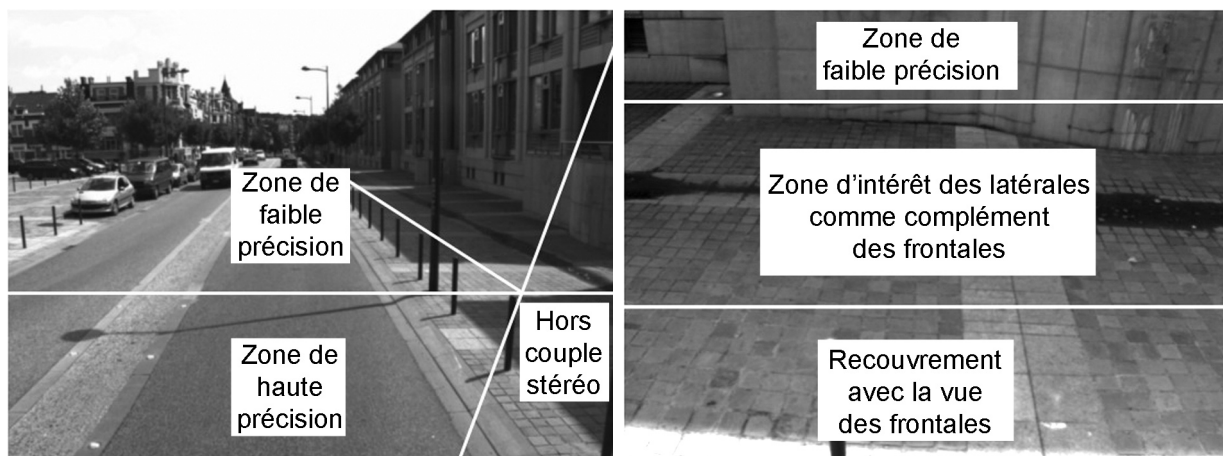 Zone de
faible
précision
Zone de
haute
précision
Hors
couple
stéréo
Zone de
faible précision
Zone d'intérêt des latérales
comme complément
des frontales
Recouvrement
avec la vue
des frontales